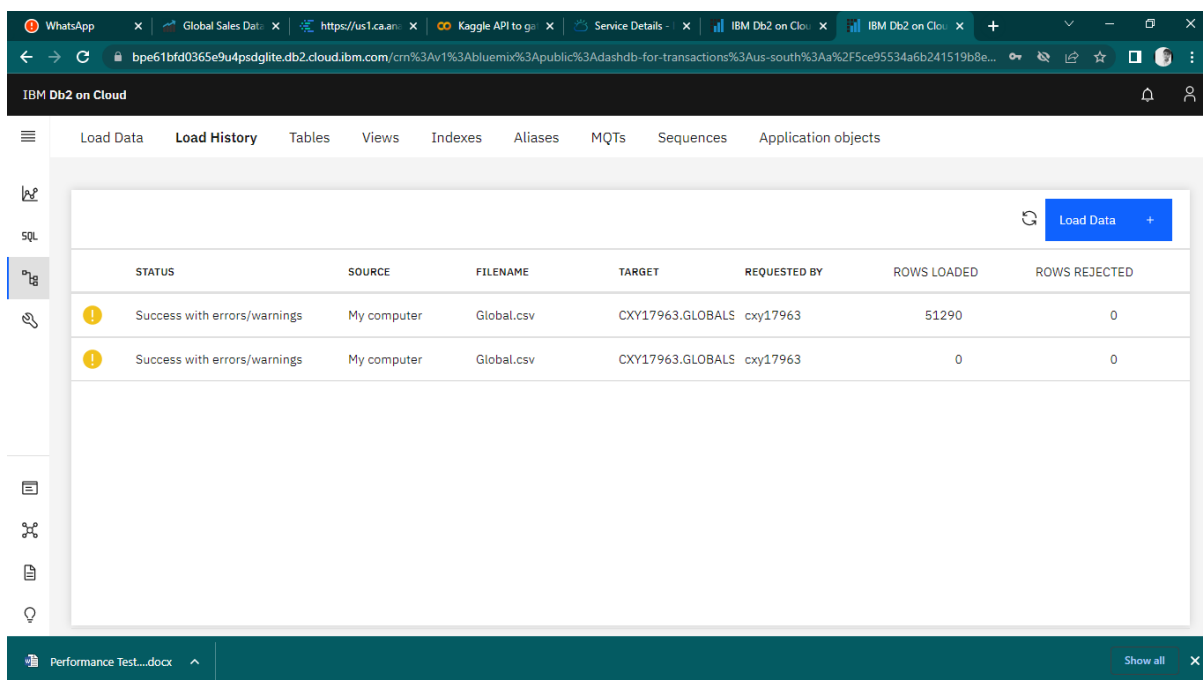 WhatsApp
Global Sales Data
https://us1.ca.ana
Kaggle API to gat
Service Details - I
IBM Db2 on Clou
IBM Db2 on Clou
bpe61bfd0365e9u4psdglite.db2.cloud.ibm.com/crn%3Av1%3Abluemix%3Apublic%3Adashdb-for-transactions%3Aus-south%3Aa%2F5ce95534a6b241519b8e...
IBM Db2 on Cloud
Load Data Load History Tables Views Indexes Aliases MQTs Sequences Application objects
Load Data +
SQL
STATUS SOURCE FILENAME TARGET REQUESTED BY ROWS LOADED ROWS REJECTED
Success with errors/warnings My computer Global.csv CXY17963.GLOBALS cxy17963 51290 0
Success with errors/warnings My computer Global.csv CXY17963.GLOBALS cxy17963 0 0
Performance Test....docx Show all